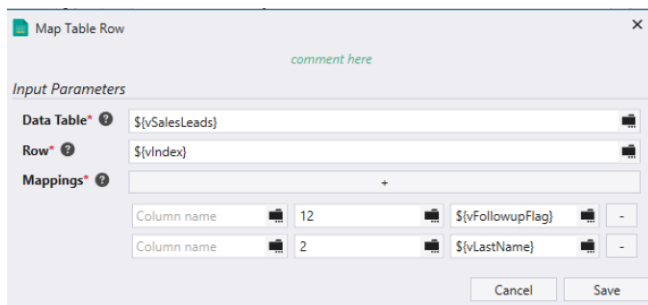 Map Table Row
comment here
Input Parameters
Data Table* ? ${vSalesLeads}
Row* ? ${vIndex}
Mappings* ? +
Column name 12 ${vFollowupFlag} -
Column name 2 ${vLastName} -
Cancel Save